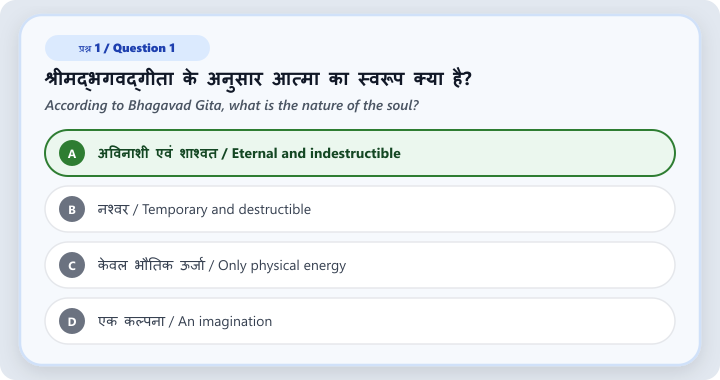 प्रश्न 1 / Question 1
श्रीमद्भगवद्गीता के अनुसार आत्मा का स्वरूप क्या है?
According to Bhagavad Gita, what is the nature of the soul?
A अविनाशी एवं शाश्वत / Eternal and indestructible
B नश्वर / Temporary and destructible
C केवल भौतिक ऊर्जा / Only physical energy
D एक कल्पना / An imagination